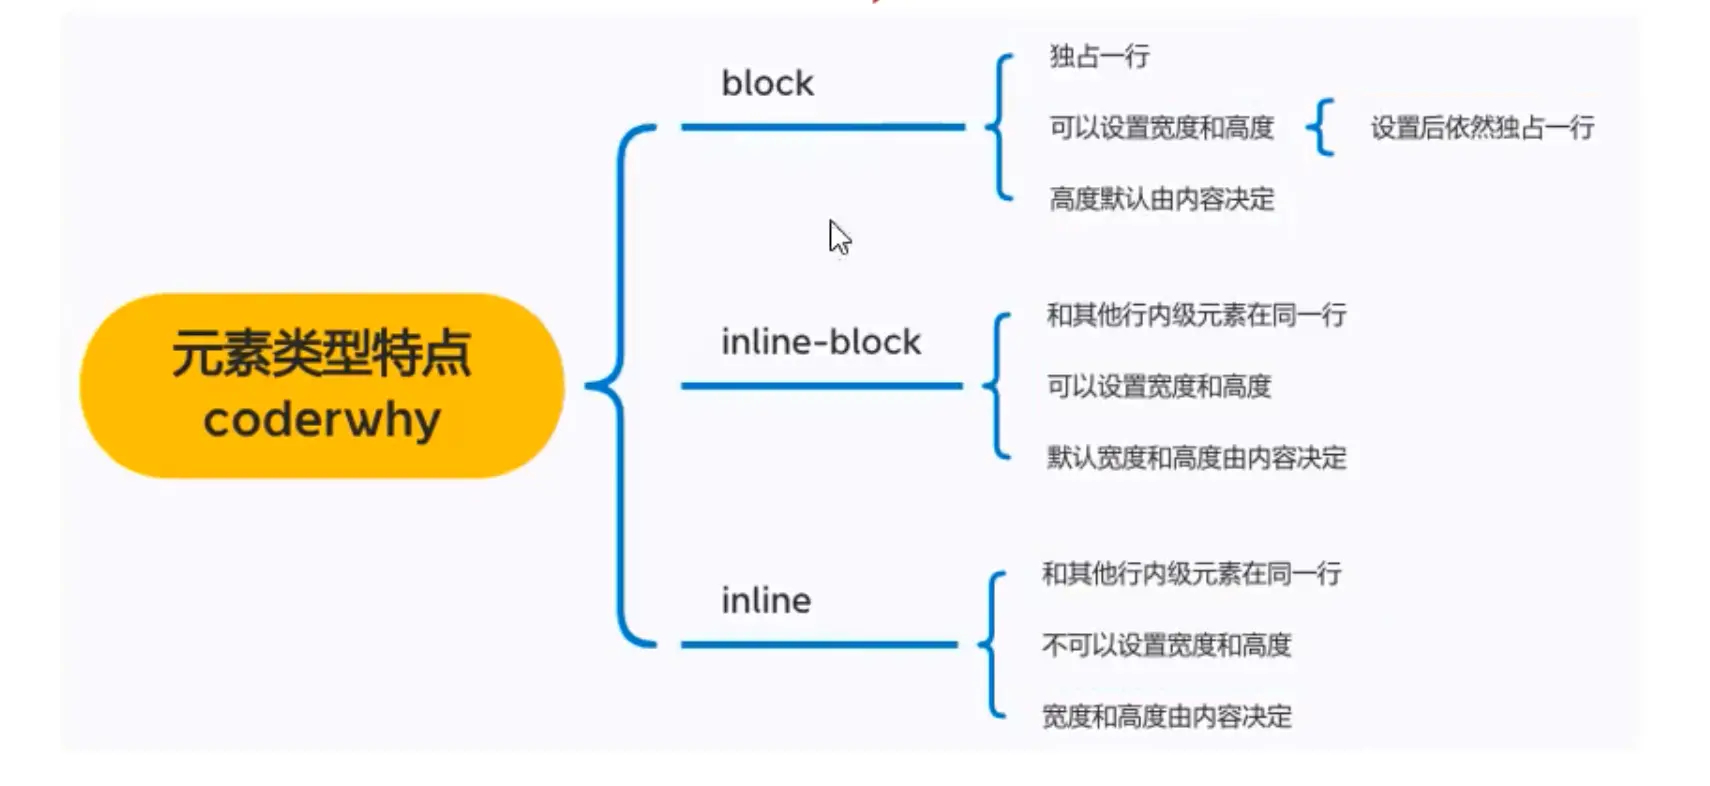 元素类型特点
coderwhy
block
独占一行
可以设置宽度和高度
设置后依然独占一行
高度默认由内容决定
inline-block
和其他行内级元素在同一行
可以设置宽度和高度
默认宽度和高度由内容决定
inline
和其他行内级元素在同一行
不可以设置宽度和高度
宽度和高度由内容决定